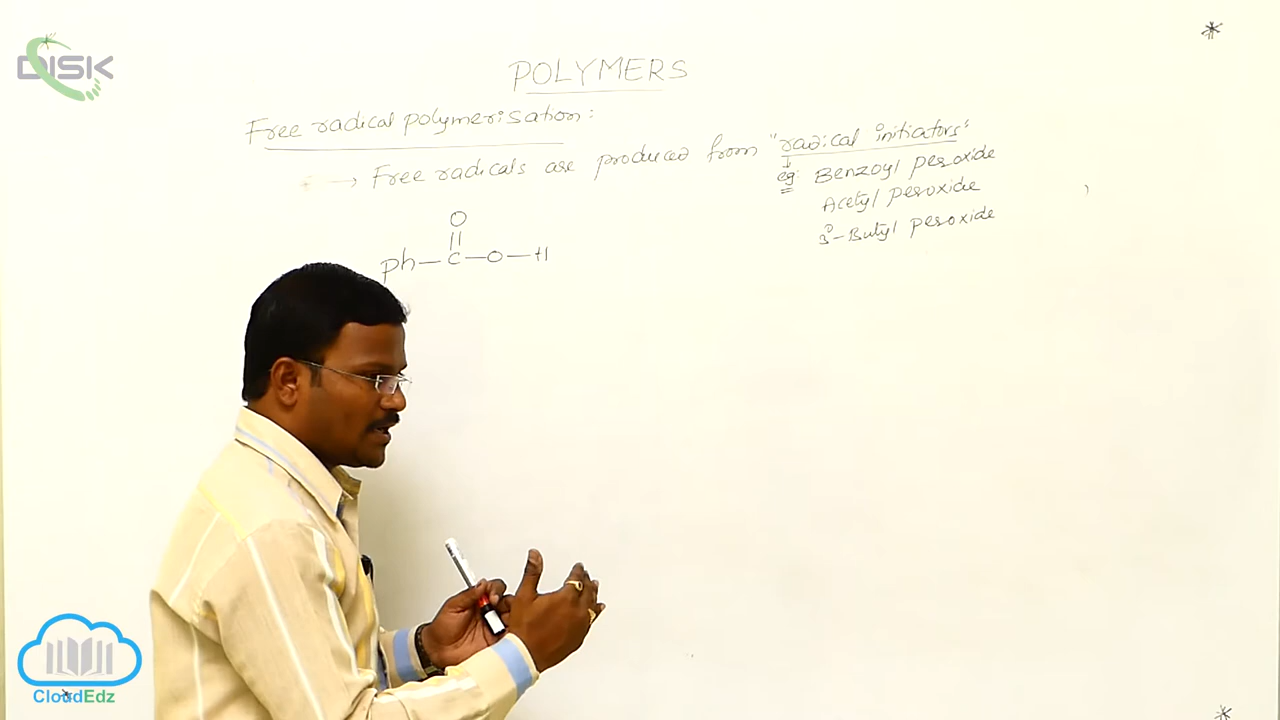 DISK
POLYMERS
Free radical polymerisation:
→ Free radicals are produced from "radical initiators"
eg: Benzoyl peroxide
Acetyl peroxide
3°-Butyl peroxide
O
||
Ph—C—O—H
CloudEdz